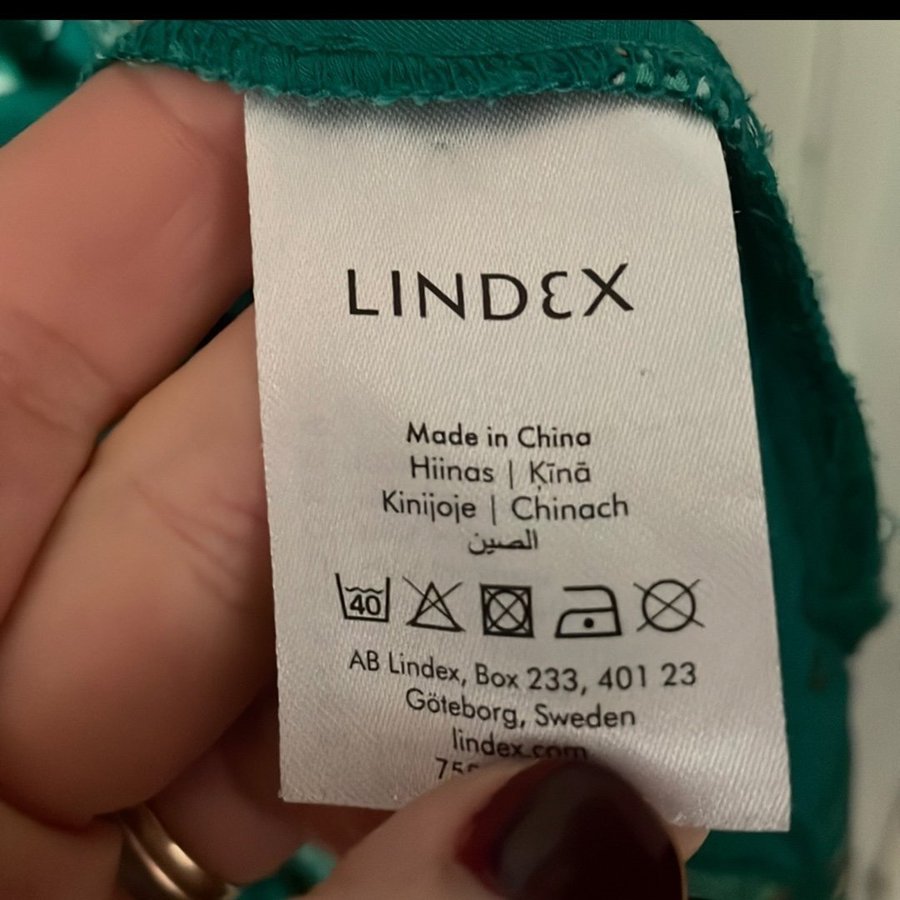 LINDEX
Made in China
Hiinas | Ķīnā
Kinijoje | Chinach
الصين
40
AB Lindex, Box 233, 401 23
Göteborg, Sweden
lindex.com